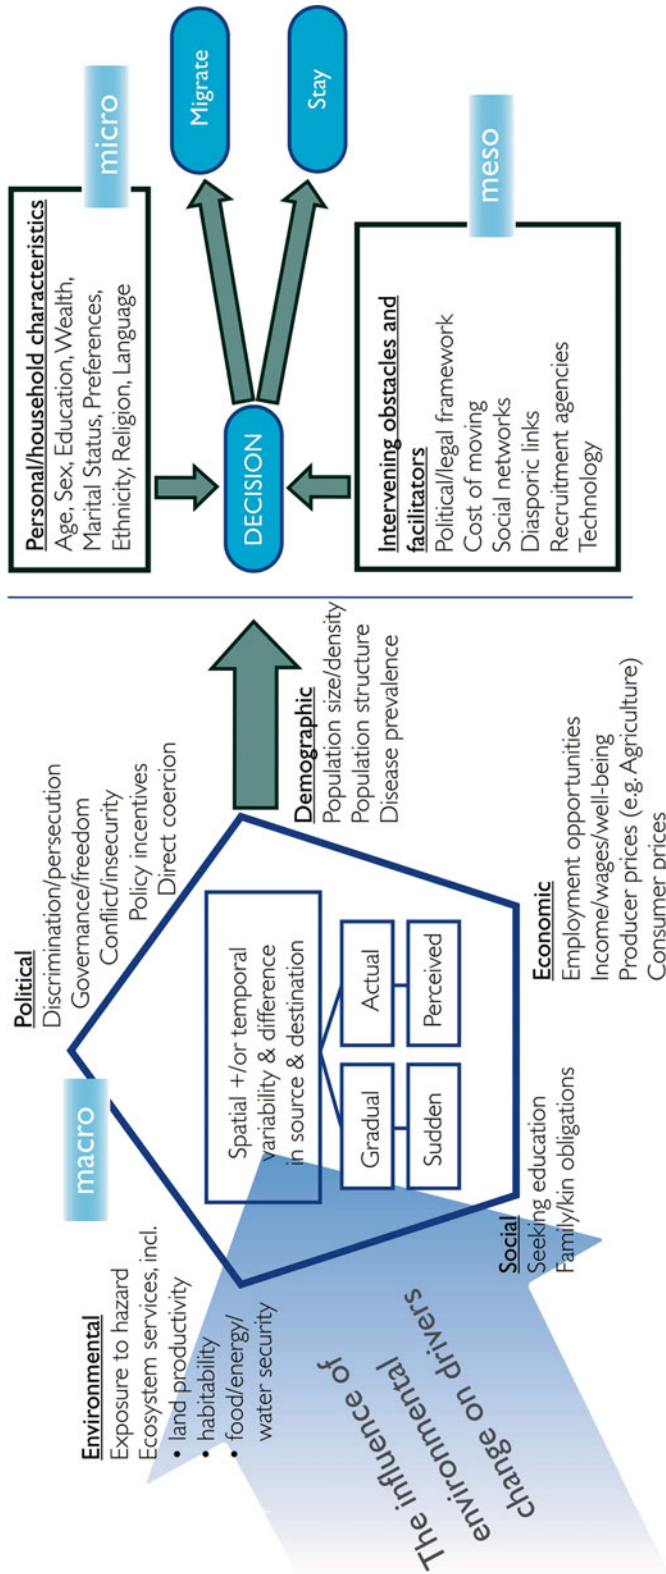 The influence of
environmental
change on drivers
Environmental
Exposure to hazard
Ecosystem services, incl.
• land productivity
• habitability
• food/energy/
water security
macro
Political
Discrimination/persecution
Governance/freedom
Conflict/insecurity
Policy incentives
Direct coercion
Spatial +/or temporal
variability & difference
in source & destination
Gradual
Actual
Sudden
Perceived
Demographic
Population size/density
Population structure
Disease prevalence
Social
Seeking education
Family/kin obligations
Economic
Employment opportunities
Income/wages/well-being
Producer prices (e.g. Agriculture)
Consumer prices
Personal/household characteristics
Age, Sex, Education, Wealth,
Marital Status, Preferences,
Ethnicity, Religion, Language
micro
DECISION
Migrate
Stay
Intervening obstacles and
facilitators
Political/legal framework
Cost of moving
Social networks
Diasporic links
Recruitment agencies
Technology
meso